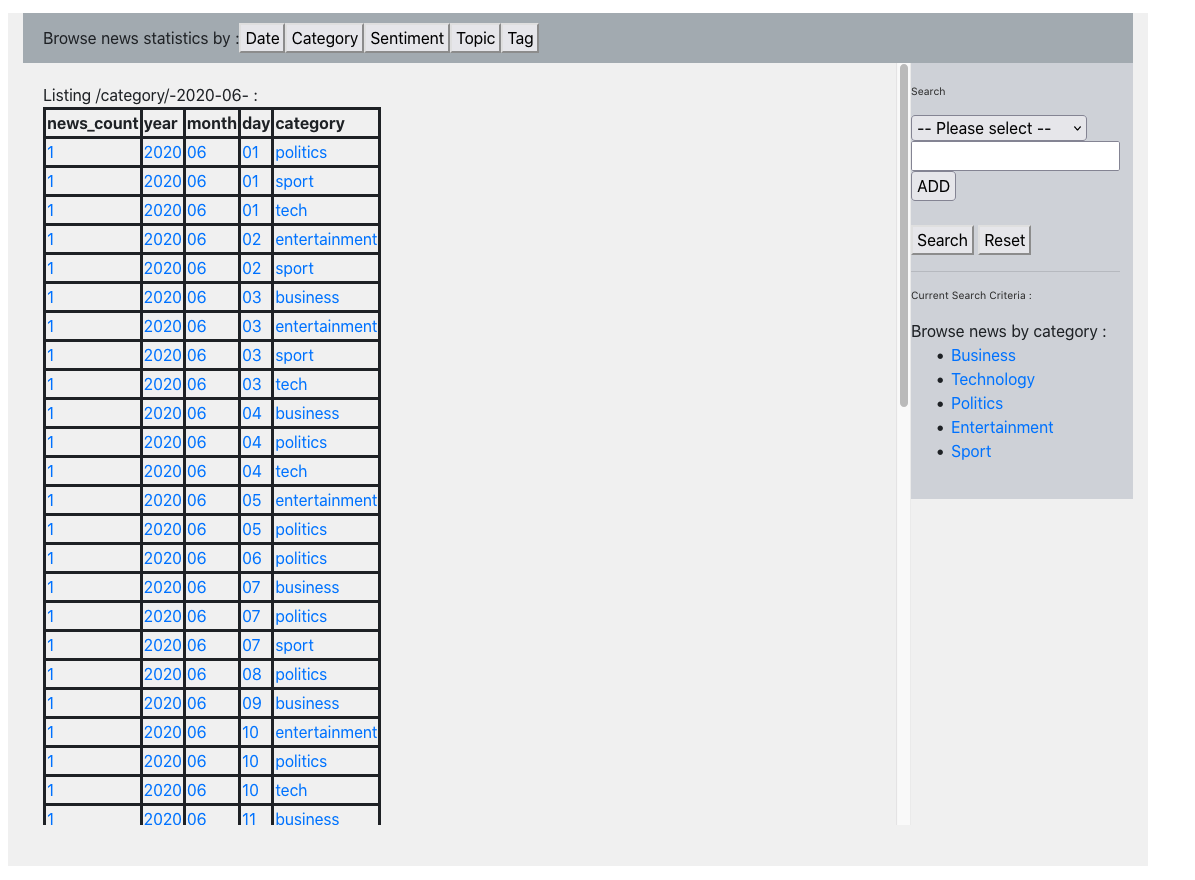 Browse news statistics by : Date Category Sentiment Topic Tag
Listing /category/-2020-06- :
news_count year month day category
1 2020 06 01 politics
1 2020 06 01 sport
1 2020 06 01 tech
1 2020 06 02 entertainment
1 2020 06 02 sport
1 2020 06 03 business
1 2020 06 03 entertainment
1 2020 06 03 sport
1 2020 06 03 tech
1 2020 06 04 business
1 2020 06 04 politics
1 2020 06 04 tech
1 2020 06 05 entertainment
1 2020 06 05 politics
1 2020 06 06 politics
1 2020 06 07 business
1 2020 06 07 politics
1 2020 06 07 sport
1 2020 06 08 politics
1 2020 06 09 business
1 2020 06 10 entertainment
1 2020 06 10 politics
1 2020 06 10 tech
1 2020 06 11 business
Search
-- Please select --
ADD
Search Reset
Current Search Criteria :
Browse news by category :
Business
Technology
Politics
Entertainment
Sport